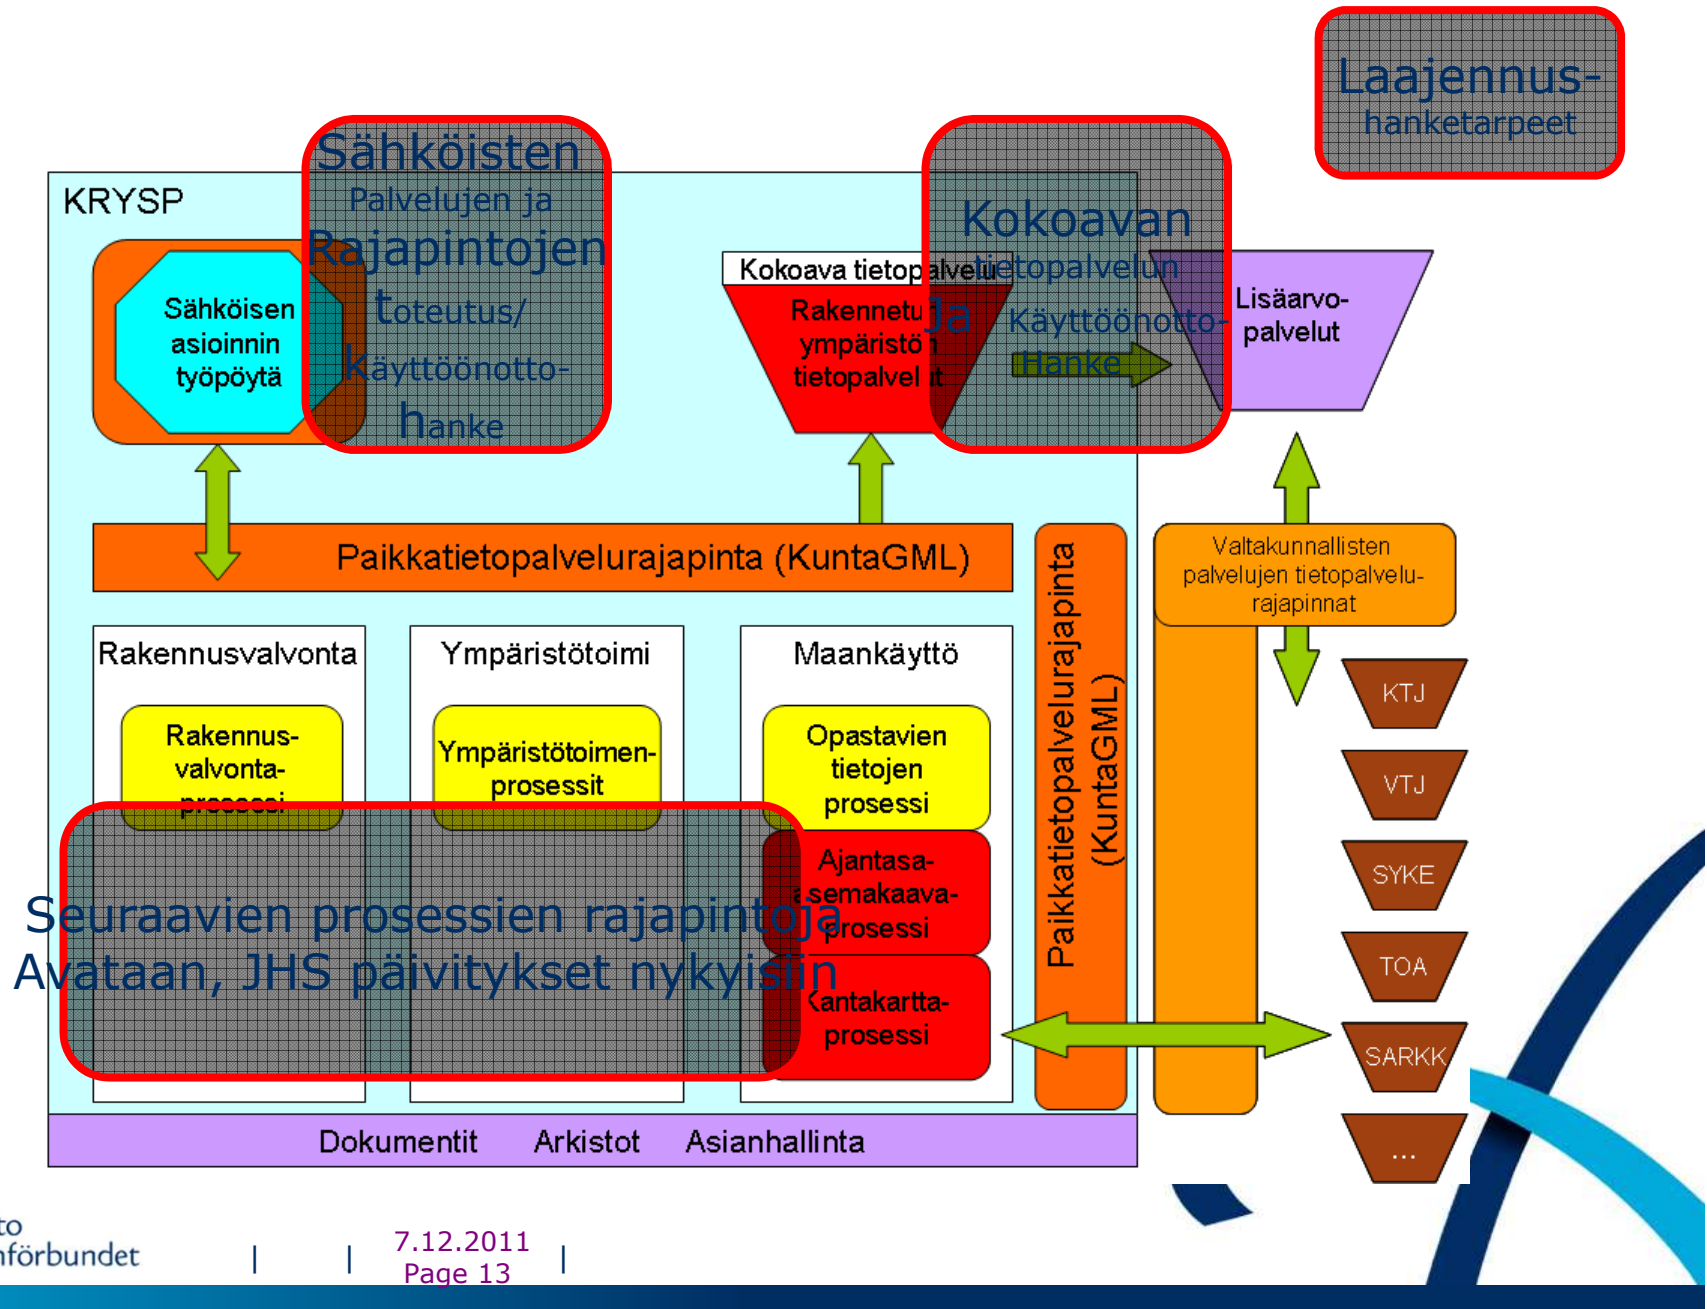 Laajennus-
hanketarpeet
KRYSP
Sähköisten
Palvelujen ja
Rajapintojen
toteutus/
Käyttöönotto-
hanke
Sähköisen
asioinnin
työpöytä
Kokoava tietopalvelu
Rakennetun
ympäristön
tietopalvelut
Kokoavan
tietopalvelun
Ja Käyttöönotto-
Hanke
Lisäarvo-
palvelut
Paikkatietopalvelurajapinta (KuntaGML)
Paikkatietopalvelurajapinta
(KuntaGML)
Valtakunnallisten
palvelujen tietopalvelu-
rajapinnat
Rakennusvalvonta
Rakennus-
valvonta-
prosessi
Ympäristötoimi
Ympäristötoimen-
prosessit
Maankäyttö
Opastavien
tietojen
prosessi
Ajantasa-
asemakaava-
prosessi
Kantakartta-
prosessi
Seuraavien prosessien rajapintoja
Avataan, JHS päivitykset nykyisiin
KTJ
VTJ
SYKE
TOA
SARKK
...
Dokumentit Arkistot Asianhallinta
to
nförbundet
7.12.2011
Page 13